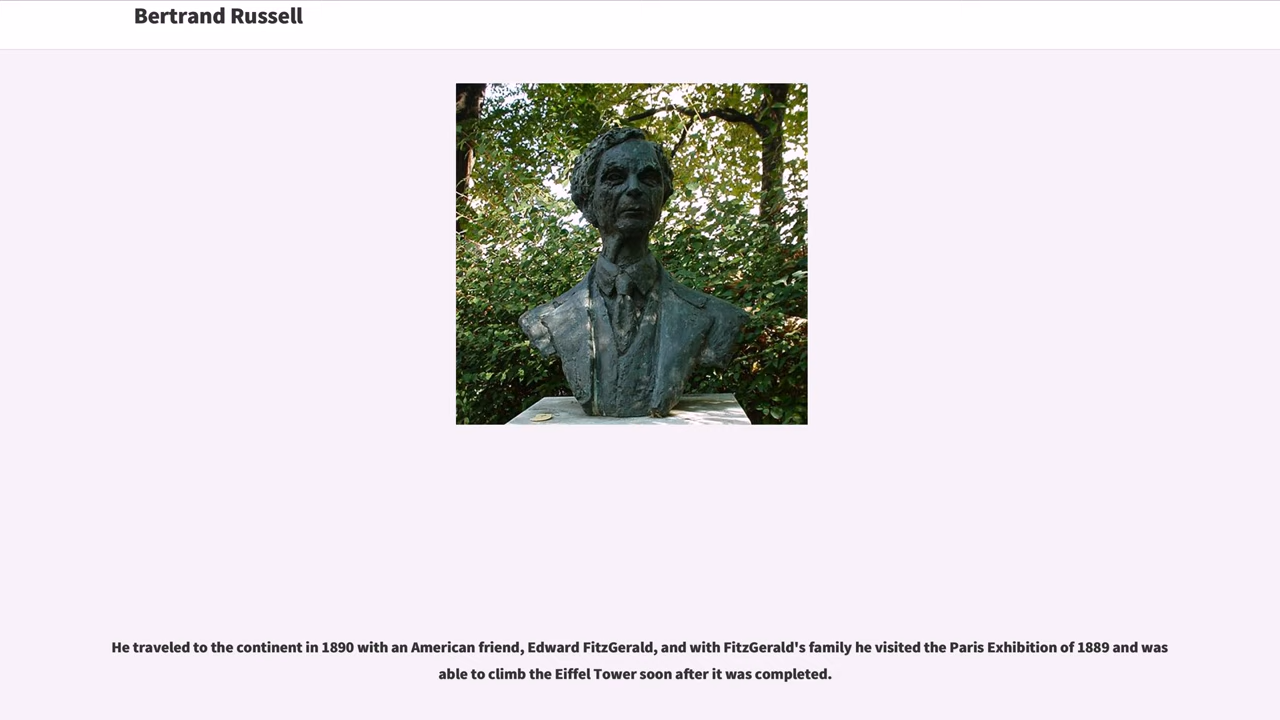 Bertrand Russell
He traveled to the continent in 1890 with an American friend, Edward FitzGerald, and with FitzGerald's family he visited the Paris Exhibition of 1889 and was
able to climb the Eiffel Tower soon after it was completed.